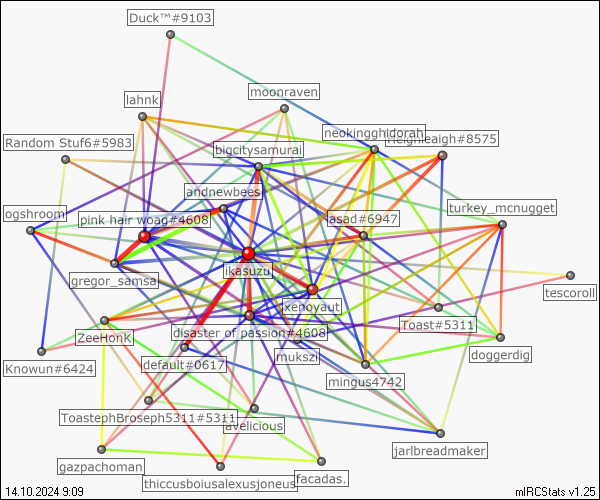 Duck™#9103
moonraven
lahnk
neokingghidorah
#8575
Random Stuf6#5983
bigcitysamurai
andnewbees
ogshroom
pink hair woag#4608
fasad#6947
turkey_mcnugget
ikasuzu
gregor_samsa
tescoroll
xenoyaut
Toast#5311
disaster of passion#4608
ZeeHonK
doggerdig
mukszi
Knowun#6424
default#0617
mingus4742
ToastephBroseph5311#5311
avelicious
jarlbreadmaker
gazpachoman
facadas.
thiccusboiusalexusjoneus
14.10.2024 9:09
mIRCStats v1.25